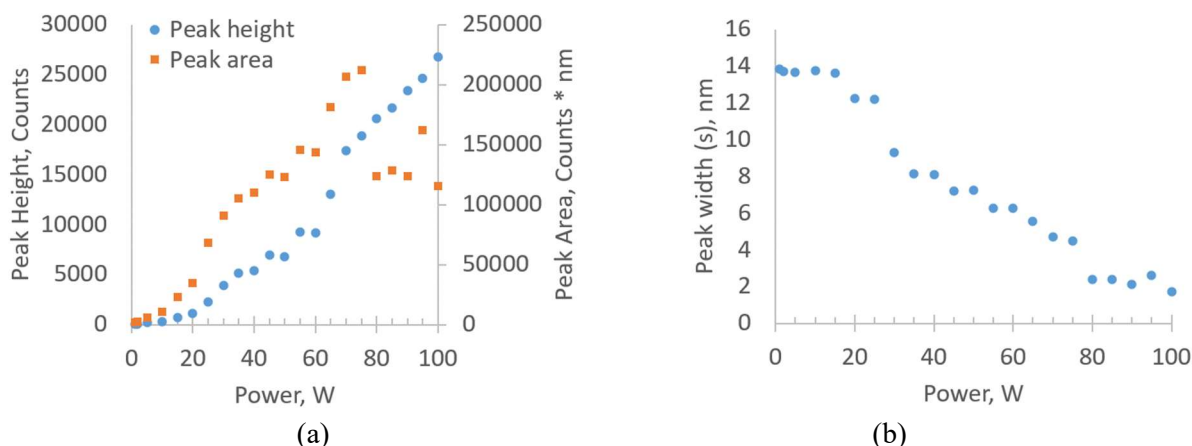 30000
25000
20000
15000
10000
5000
0
Peak Height, Counts
Peak height
Peak area
250000
200000
150000
100000
50000
0
Peak Area, Counts * nm
0 20 40 60 80 100
Power, W
(a)
16
14
12
10
8
6
4
2
0
Peak width (s), nm
0 20 40 60 80 100
Power, W
(b)